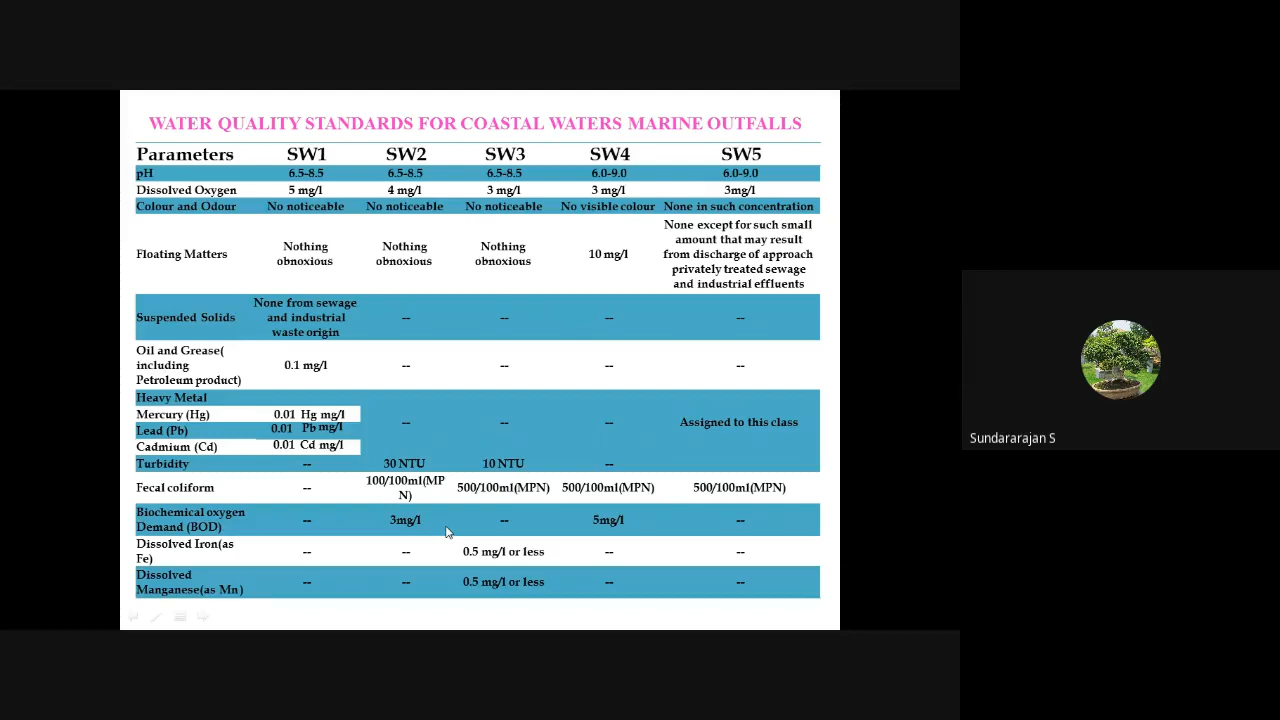 WATER QUALITY STANDARDS FOR COASTAL WATERS MARINE OUTFALLS
Parameters SW1 SW2 SW3 SW4 SW5
pH 6.5-8.5 6.5-8.5 6.5-8.5 6.0-9.0 6.0-9.0
Dissolved Oxygen 5 mg/l 4 mg/l 3 mg/l 3 mg/l 3mg/l
Colour and Odour No noticeable No noticeable No noticeable No visible colour None in such concentration
Floating Matters
Nothing
obnoxious
Nothing
obnoxious
Nothing
obnoxious
10 mg/l
None except for such small
amount that may result
from discharge of approach
privately treated sewage
and industrial effluents
Suspended Solids
None from sewage
and industrial
waste origin
-- -- -- --
Oil and Grease(
including
Petroleum product)
0.1 mg/l -- -- -- --
Heavy Metal
Mercury (Hg) 0.01 Hg mg/l
Lead (Pb) 0.01 Pb mg/l
Cadmium (Cd) 0.01 Cd mg/l
-- -- -- Assigned to this class
Turbidity -- 30 NTU 10 NTU --
Fecal coliform --
100/100ml(MP
N)
500/100ml(MPN) 500/100ml(MPN) 500/100ml(MPN)
Biochemical oxygen
Demand (BOD)
-- 3mg/l -- 5mg/l --
Dissolved Iron(as
Fe)
-- -- 0.5 mg/l or less -- --
Dissolved
Manganese(as Mn)
-- -- 0.5 mg/l or less -- --
Sundararajan S